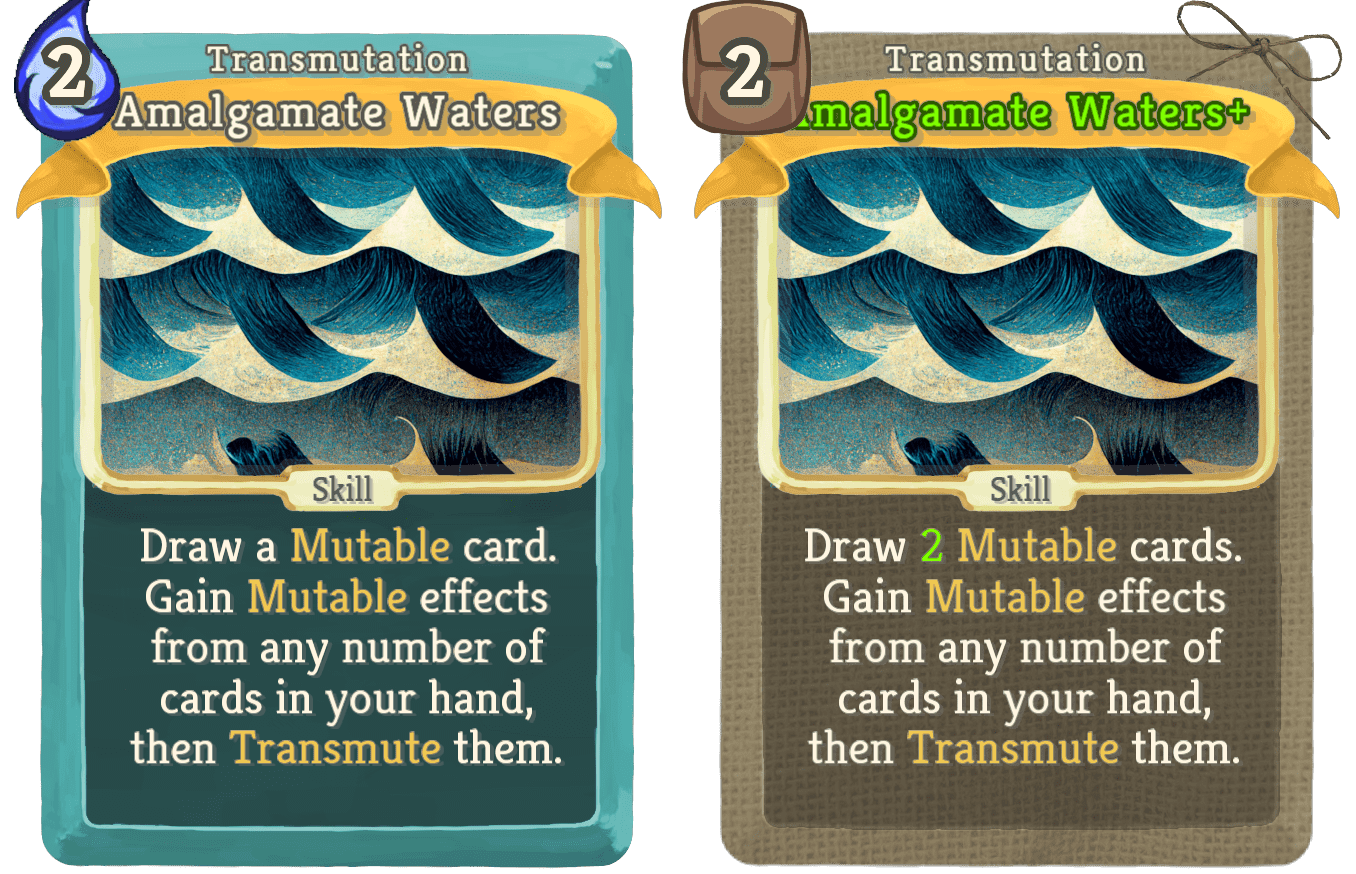 2
Transmutation
Amalgamate Waters
Skill
Draw a Mutable card.
Gain Mutable effects
from any number of
cards in your hand,
then Transmute them.
2
Transmutation
Amalgamate Waters+
Skill
Draw 2 Mutable cards.
Gain Mutable effects
from any number of
cards in your hand,
then Transmute them.